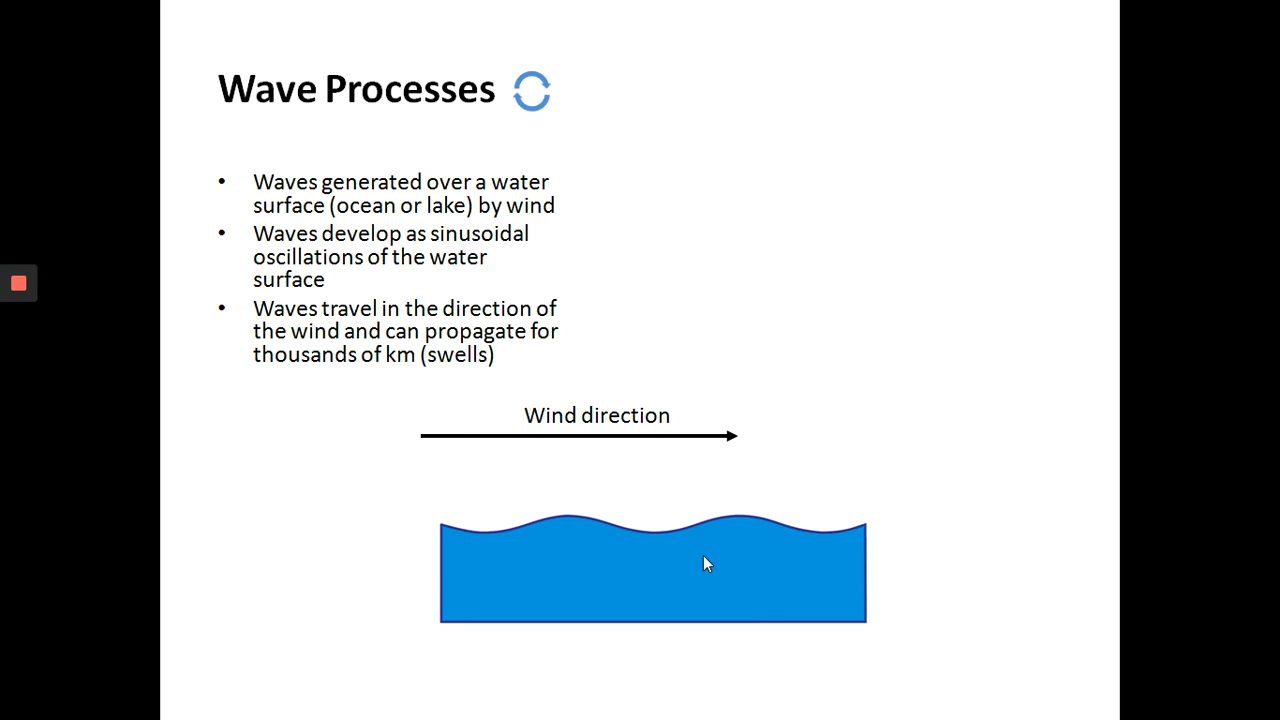 Wave Processes
• Waves generated over a water
surface (ocean or lake) by wind
• Waves develop as sinusoidal
oscillations of the water
surface
• Waves travel in the direction of
the wind and can propagate for
thousands of km (swells)
Wind direction